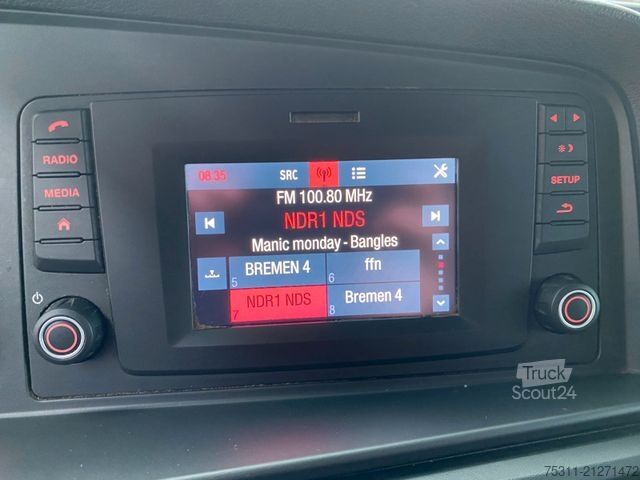 08:35 SRC
FM 100.80 MHz
NDR1 NDS
Manic monday - Bangles
BREMEN 4
5
ffn
6
NDR1 NDS
7
Bremen 4
8
RADIO
MEDIA
SETUP
Truck
Scout24
75311-21271472